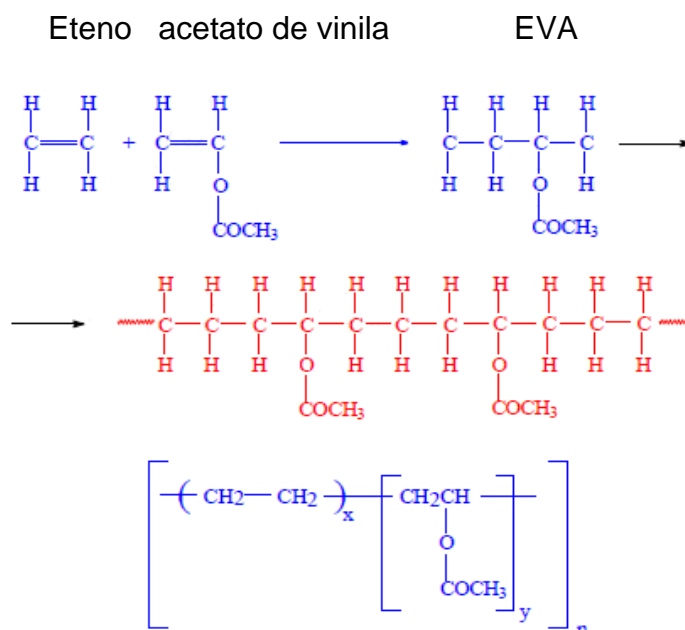 Eteno acetato de vinila EVA
H H H H H H H H
C C + C C C C C C
H H H O H H O H
COCH3 COCH3
H H H H H H H H H H H
C C C C C C C C C C C
H H H O H H H O H H H
COCH3 COCH3
( CH2 CH2 )x CH2CH
O
COCH3
y
n